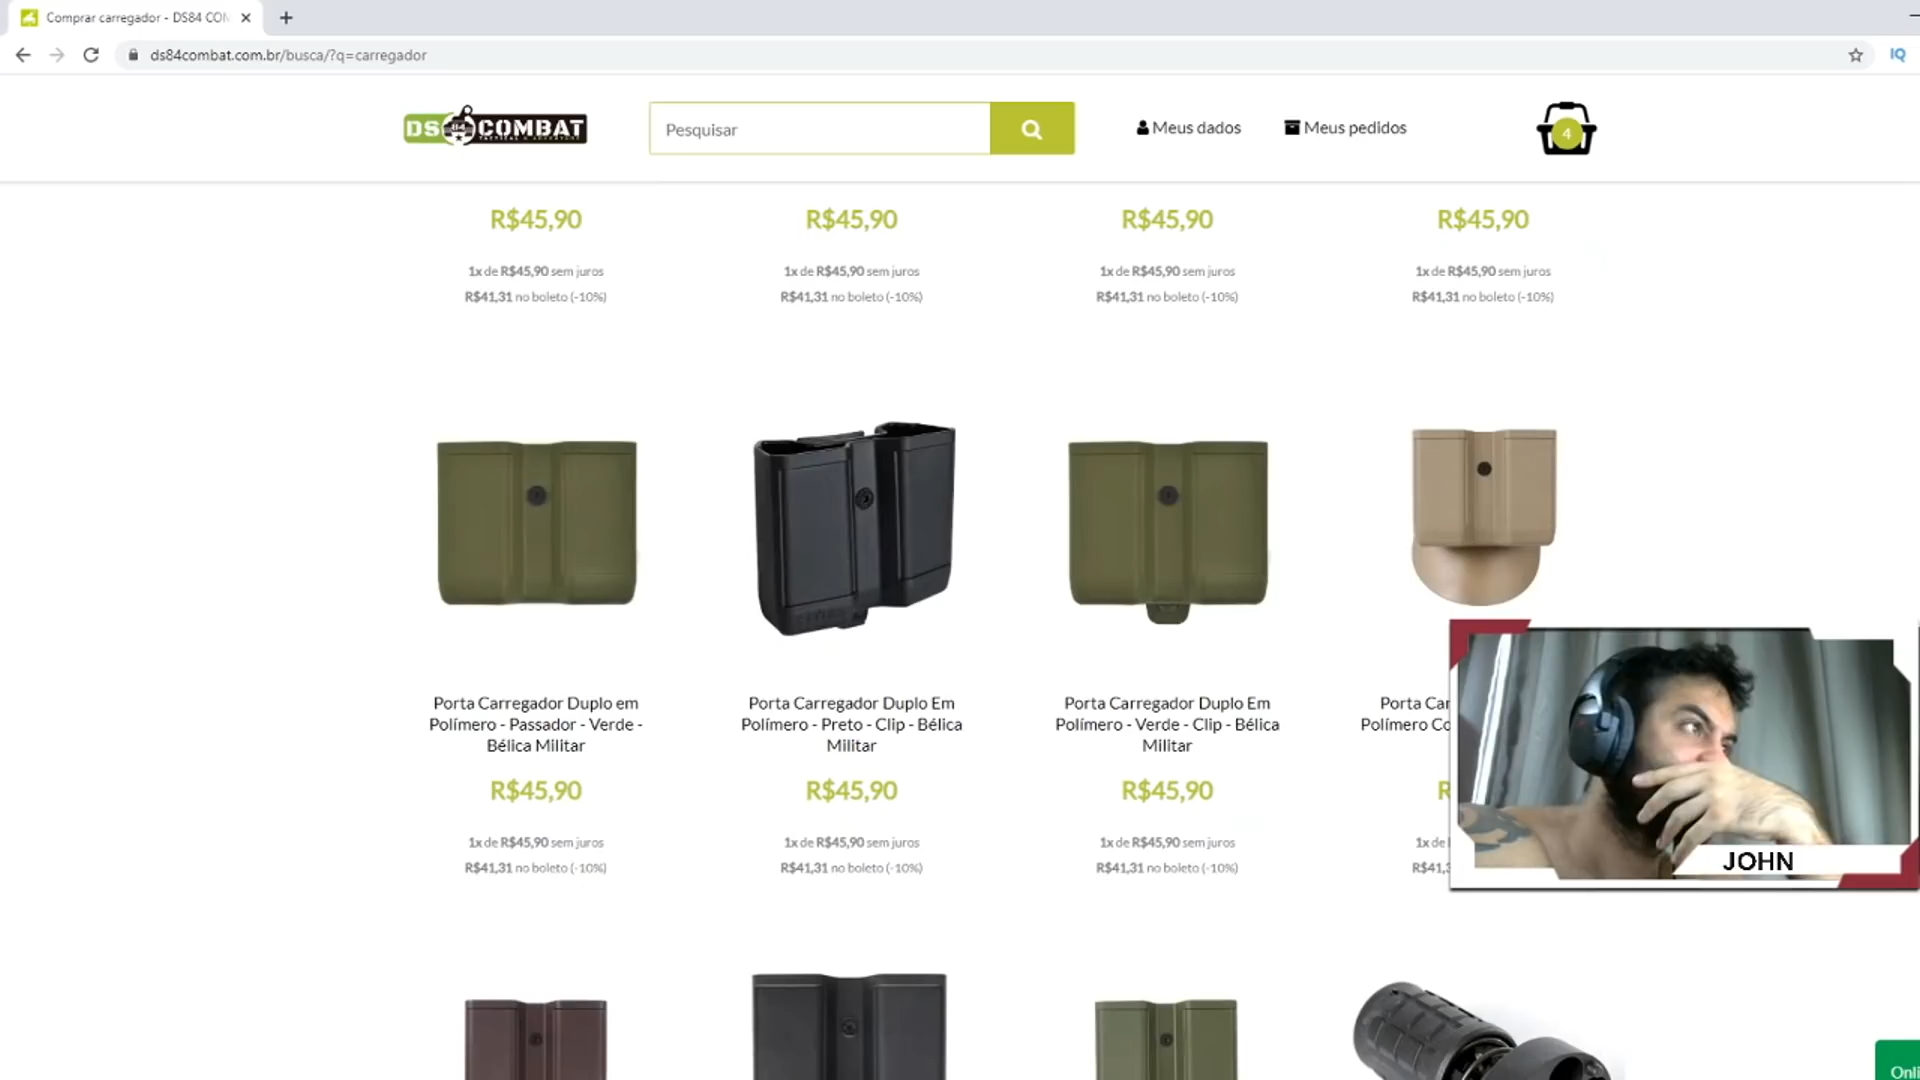 Comprar carregador - DS84 CON
ds84combat.com.br/busca/?q=carregador
IQ
DS 84 COMBAT
Pesquisar
Meus dados
Meus pedidos
4
R$45,90 R$45,90 R$45,90 R$45,90
1x de R$45,90 sem juros 1x de R$45,90 sem juros 1x de R$45,90 sem juros 1x de R$45,90 sem juros
R$41,31 no boleto (-10%) R$41,31 no boleto (-10%) R$41,31 no boleto (-10%) R$41,31 no boleto (-10%)
Porta Carregador Duplo em
Polímero - Passador - Verde -
Bélica Militar
R$45,90
1x de R$45,90 sem juros
R$41,31 no boleto (-10%)
Porta Carregador Duplo Em
Polímero - Preto - Clip - Bélica
Militar
R$45,90
1x de R$45,90 sem juros
R$41,31 no boleto (-10%)
Porta Carregador Duplo Em
Polímero - Verde - Clip - Bélica
Militar
R$45,90
1x de R$45,90 sem juros
R$41,31 no boleto (-10%)
Porta Car
Polímero Co
R
1x de
R$41,3
JOHN
Onli